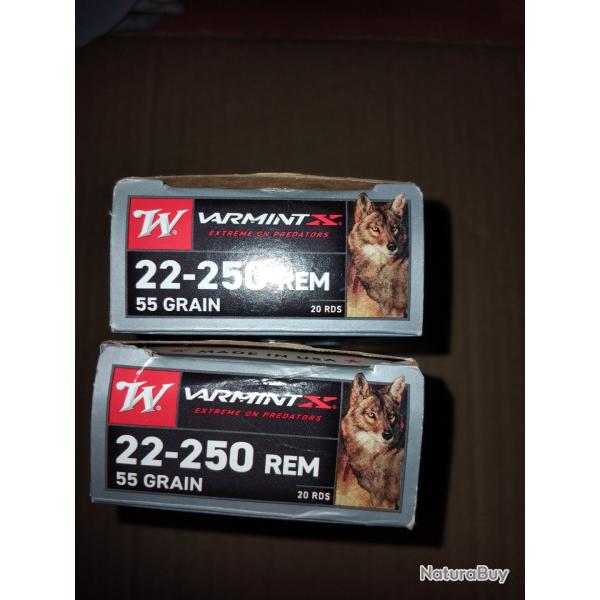 W VARMINT X®
EXTREME ON PREDATORS
22-250 REM
55 GRAIN
20 RDS
★ MADE IN USA ★
W VARMINT X®
EXTREME ON PREDATORS
22-250 REM
55 GRAIN
20 RDS
NaturaBuy